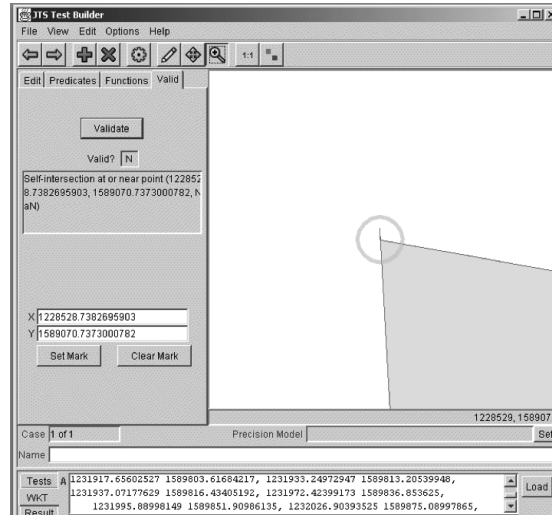 JTS Test Builder
File View Edit Options Help
1:1
Edit Predicates Functions Valid
Validate
Valid? N
Self-intersection at or near point (122852
8.7382695903, 1589070.7373000782, N
aN)
X 1228528.7382695903
Y 1589070.7373000782
Set Mark Clear Mark
1228529, 158907
Case 1 of 1 Precision Model Set
Name
Tests A 1231917.65602527 1589803.61684217, 1231933.24972947 1589813.20539948,
WKT 1231937.07177629 1589816.43405192, 1231972.42399173 1589836.853625, Load
Result 1231995.88998149 1589851.90986135, 1232026.90393525 1589875.08997865,